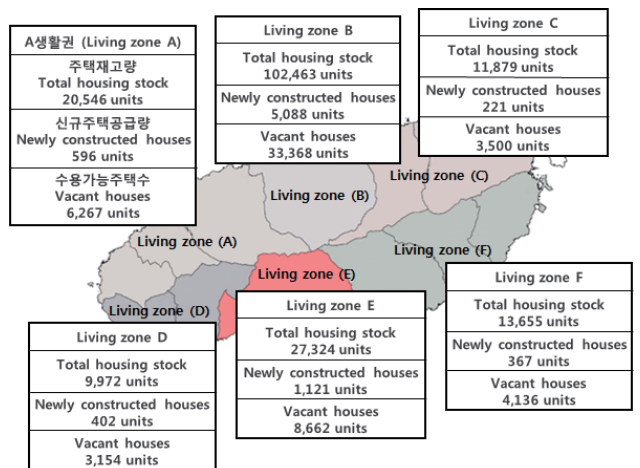 A생활권 (Living zone A)
주택재고량
Total housing stock
20,546 units
신규주택공급량
Newly constructed houses
596 units
수용가능주택수
Vacant houses
6,267 units
Living zone B
Total housing stock
102,463 units
Newly constructed houses
5,088 units
Vacant houses
33,368 units
Living zone C
Total housing stock
11,879 units
Newly constructed houses
221 units
Vacant houses
3,500 units
Living zone (C)
Living zone (B)
Living zone (A)
Living zone (F)
Living zone (E)
Living zone (D)
Living zone D
Total housing stock
9,972 units
Newly constructed houses
402 units
Vacant houses
3,154 units
Living zone E
Total housing stock
27,324 units
Newly constructed houses
1,121 units
Vacant houses
8,662 units
Living zone F
Total housing stock
13,655 units
Newly constructed houses
367 units
Vacant houses
4,136 units